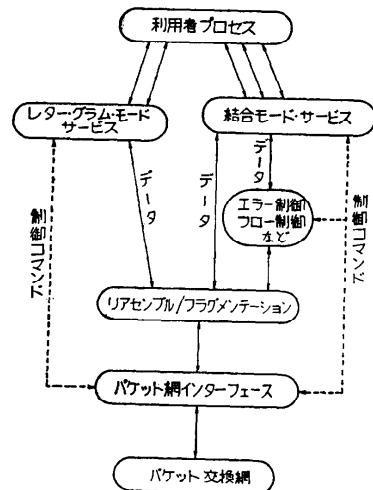 利用者プロセス
レター・グラム・モード
サービス
結合モード・サービス
データ
データ
データ
エラー制御
フロー制御
など
制御コマンド
制御コマンド
リアセンブル/フラグメンテーション
パケット網インターフェース
パケット交換網